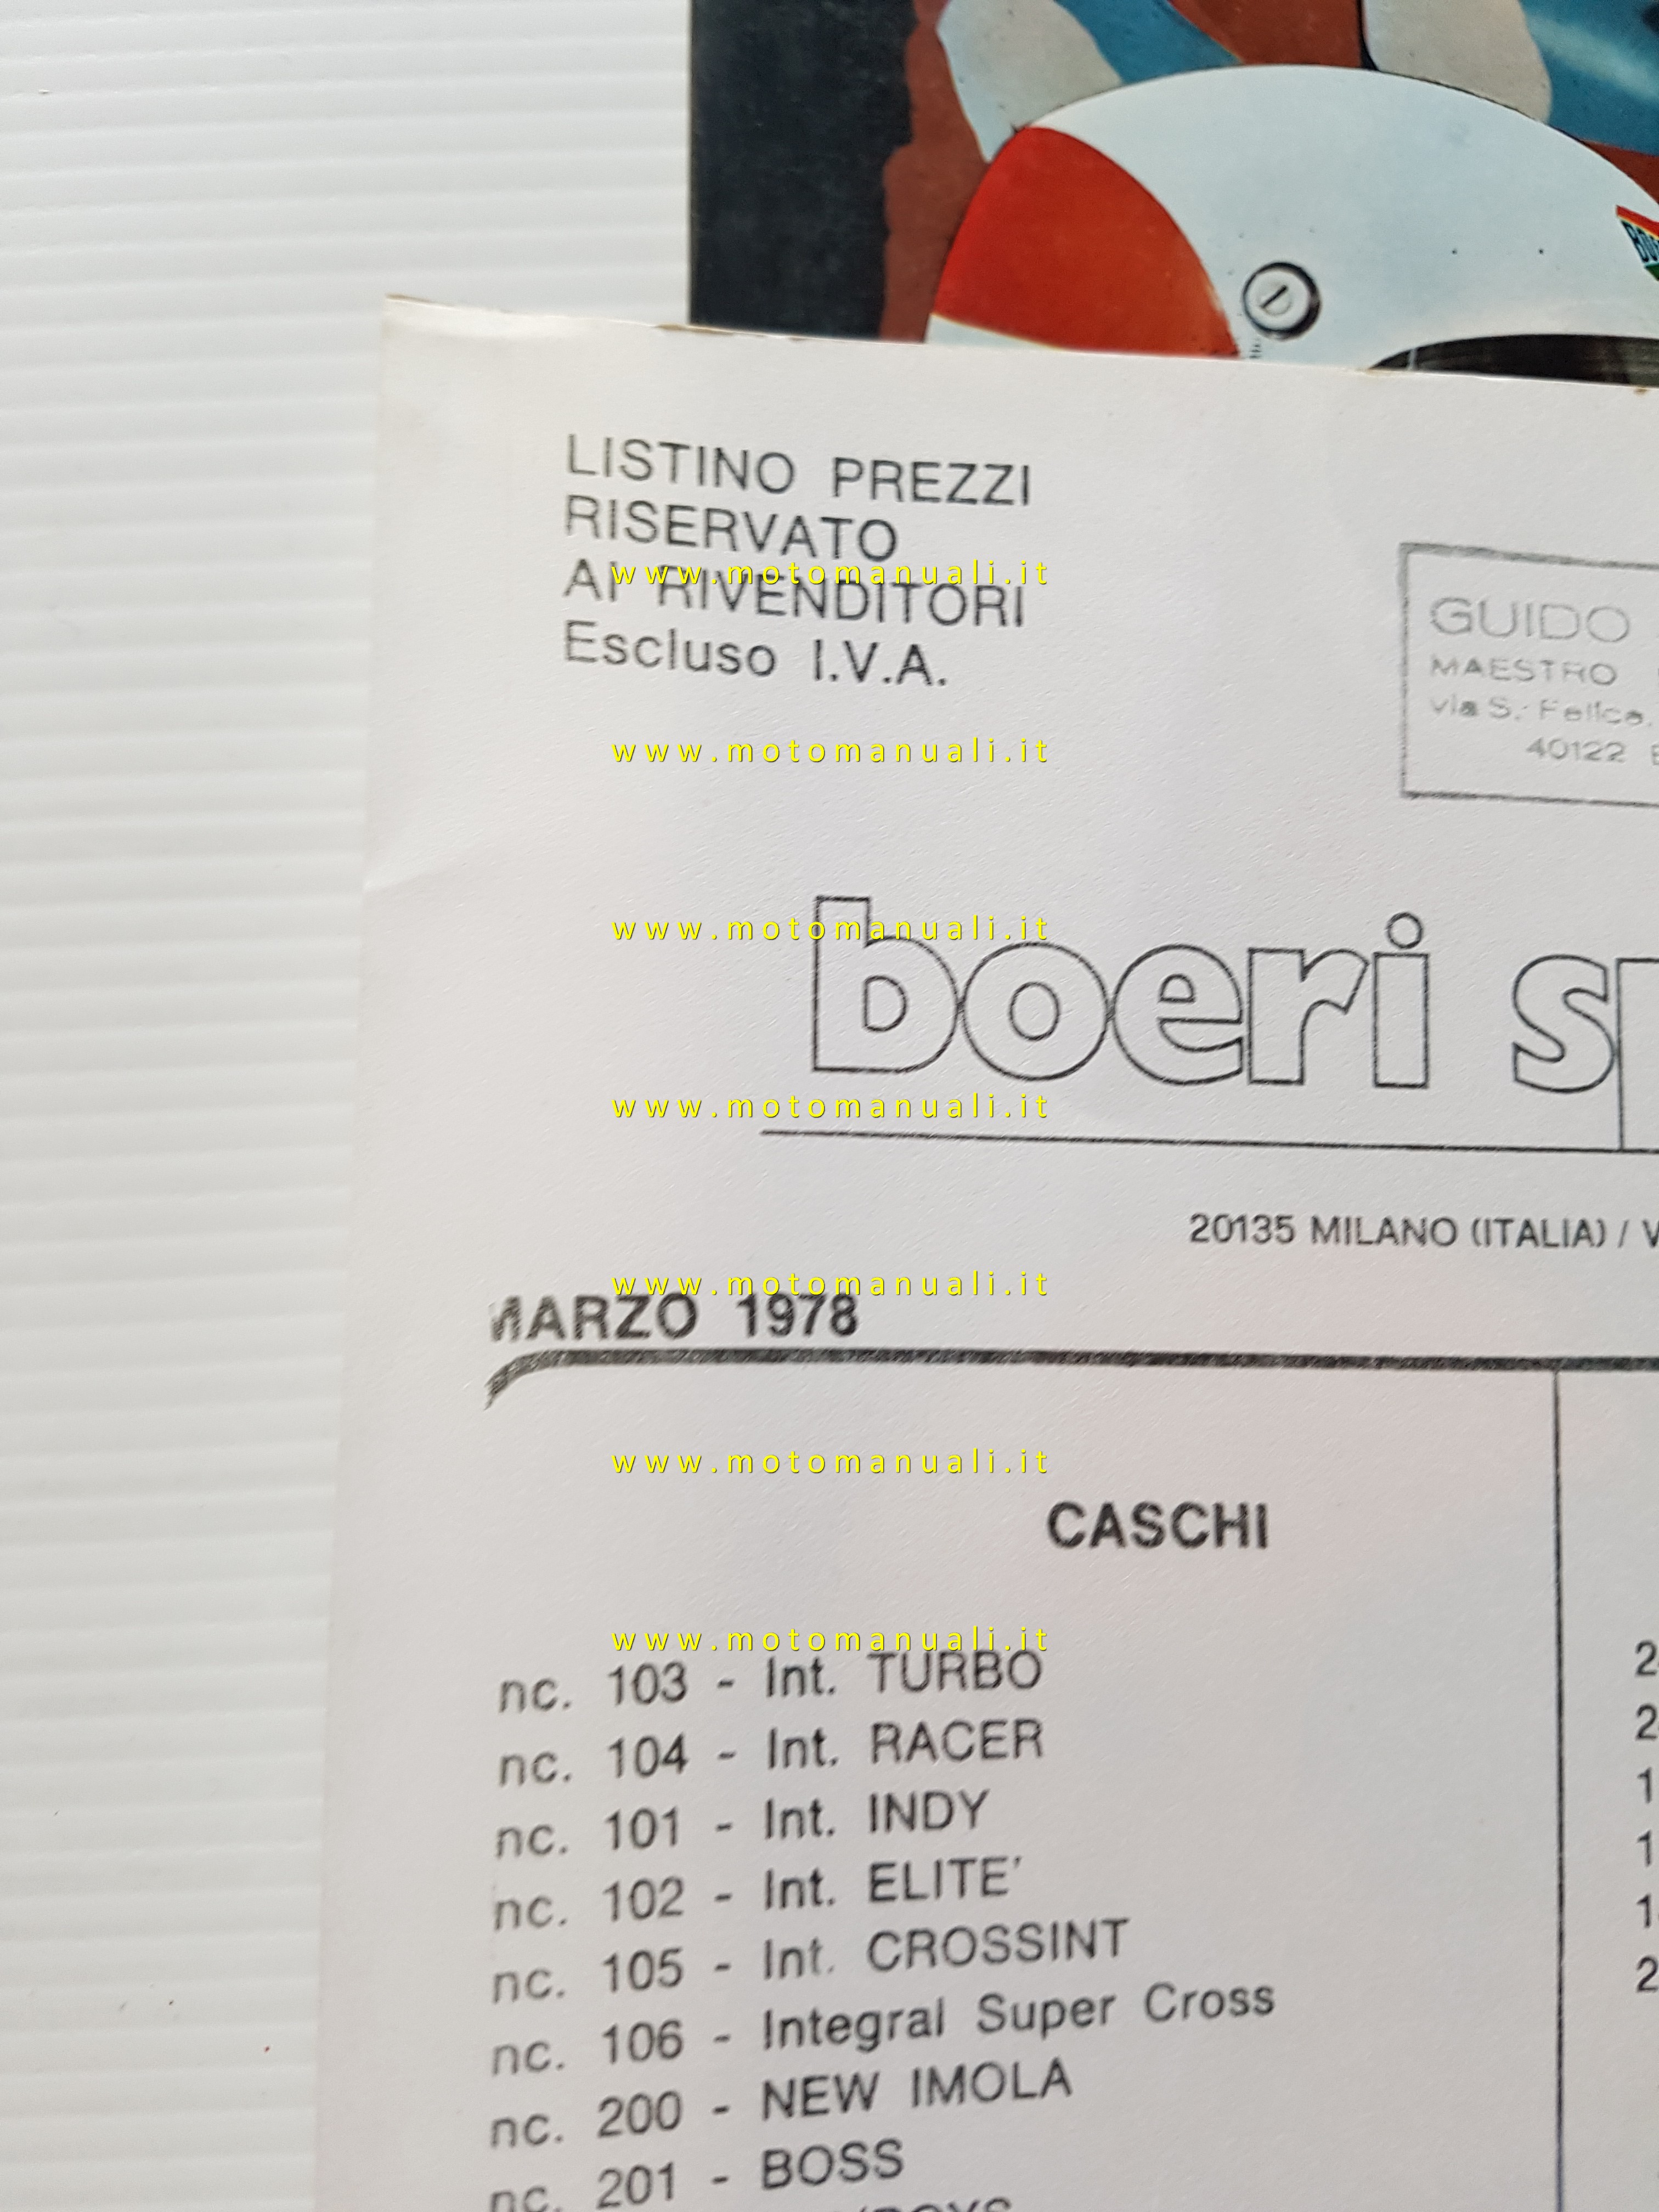 LISTINO PREZZI
RISERVATO
AI RIVENDITORI
Escluso I.V.A.
GUIDO
MAESTRO
via S. Felice.
40122
www.motomanuali.it
www.motomanuali.it
www.motomanuali.it
www.motomanuali.it
www.motomanuali.it
www.motomanuali.it
www.motomanuali.it
boeri sp
20135 MILANO (ITALIA) / V
MARZO 1978
CASCHI
nc. 103 - Int. TURBO
nc. 104 - Int. RACER
nc. 101 - Int. INDY
nc. 102 - Int. ELITE'
nc. 105 - Int. CROSSINT
nc. 106 - Integral Super Cross
nc. 200 - NEW IMOLA
nc. 201 - BOSS